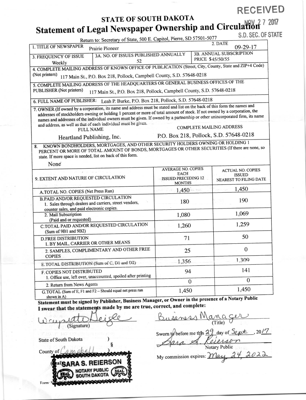 RECEIVED
NOV 27 2017
S.D. SEC. OF STATE
STATE OF SOUTH DAKOTA
Statement of Legal Newspaper Ownership and Circulation
Return to: Secretary of State, 500 E. Capitol, Pierre, SD 57501-5077
1. TITLE OF NEWSPAPER
Prairie Pioneer
2. DATE
09-29-17
3. FREQUENCY OF ISSUE
Weekly
3A. NO. OF ISSUES PUBLISHED ANNUALLY
52
3B. ANNUAL SUBSCRIPTION
PRICE $45/50/55
4. COMPLETE MAILING ADDRESS OF KNOWN OFFICE OF PUBLICATION (Street, City, County, State and ZIP+4 Code)
(Not printers) 117 Main St., P.O. Box 218, Pollock, Campbell County, S.D. 57648-0218
5. COMPLETE MAILING ADDRESS OF THE HEADQUARTERS OR GENERAL BUSINESS OFFICES OF THE
PUBLISHER (Not printers) 117 Main St., P.O. Box 218, Pollock, Campbell County, S.D. 57648-0218
6. FULL NAME OF PUBLISHER: Leah P. Burke, P.O. Box 218, Pollock, S.D. 57648-0218
7. OWNER (If owned by a corporation, its name and address must be stated and list on the back of this form the names and
addresses of stockholders owning or holding 1 percent or more of total amount of stock. If not owned by a corporation, the
names and addresses of the individual owners must be given. If owned by a partnership or other unincorporated firm, its name
and address, as well as that of each individual must be given.)
FULL NAME
COMPLETE MAILING ADDRESS
Heartland Publishing, Inc.
P.O. Box 218, Pollock, S.D. 57648-0218
8. KNOWN BONDHOLDERS, MORTGAGES, AND OTHER SECURITY HOLDERS OWNING OR HOLDING 1
PERCENT OR MORE OF TOTAL AMOUNT OF BONDS, MORTGAGES OR OTHER SECURITIES (If there are none, so
state. If more space is needed, list on back of this form.
None
9. EXTENT AND NATURE OF CIRCULATION
AVERAGE NO. COPIES
EACH ISSUE PRECEDING 12
MONTHS
ACTUAL NO. COPIES
ISSUED
NEAREST TO FILING DATE
A. TOTAL NO. COPIES (Net Press Run) 1,450 1,450
B. PAID AND/OR REQUESTED CIRCULATION
1. Sales through dealers and carriers, street vendors,
counter sales, and paid electronic copies. 180 190
2. Mail Subscription
(Paid and or requested) 1,080 1,069
C. TOTAL PAID AND/OR REQUESTED CIRCULATION
(Sum of 9B1 and 9B2) 1,260 1,259
D. FREE DISTRIBUTION
1. BY MAIL, CARRIER OR OTHER MEANS 71 50
2. SAMPLES, COMPLIMENTARY AND OTHER FREE
COPIES 25 0
E. TOTAL DISTRIBUTION (Sum of C, D1 and D2) 1,356 1,309
F. COPIES NOT DISTRIBUTED
1. Office use, left over, unaccounted, spoiled after printing 94 141
2. Return from News Agents 0 0
G. TOTAL (Sum of E, F1 and F2 - Should equal net press run
shown in A) 1,450 1,450
Statement must be signed by Publisher, Business Manager, or Owner in the presence of a Notary Public
I swear that the statements made by me are true, correct, and complete:
Business Manager
(Signature)
(Title)
State of South Dakota
Sworn to before me this 29 day of Sept. 2017
Sara S. Reierson
Notary Public
County of Campbell
My commission expires: May 24, 2022
SARA S. REIERSON
NOTARY PUBLIC
SOUTH DAKOTA
SEAL
SEAL